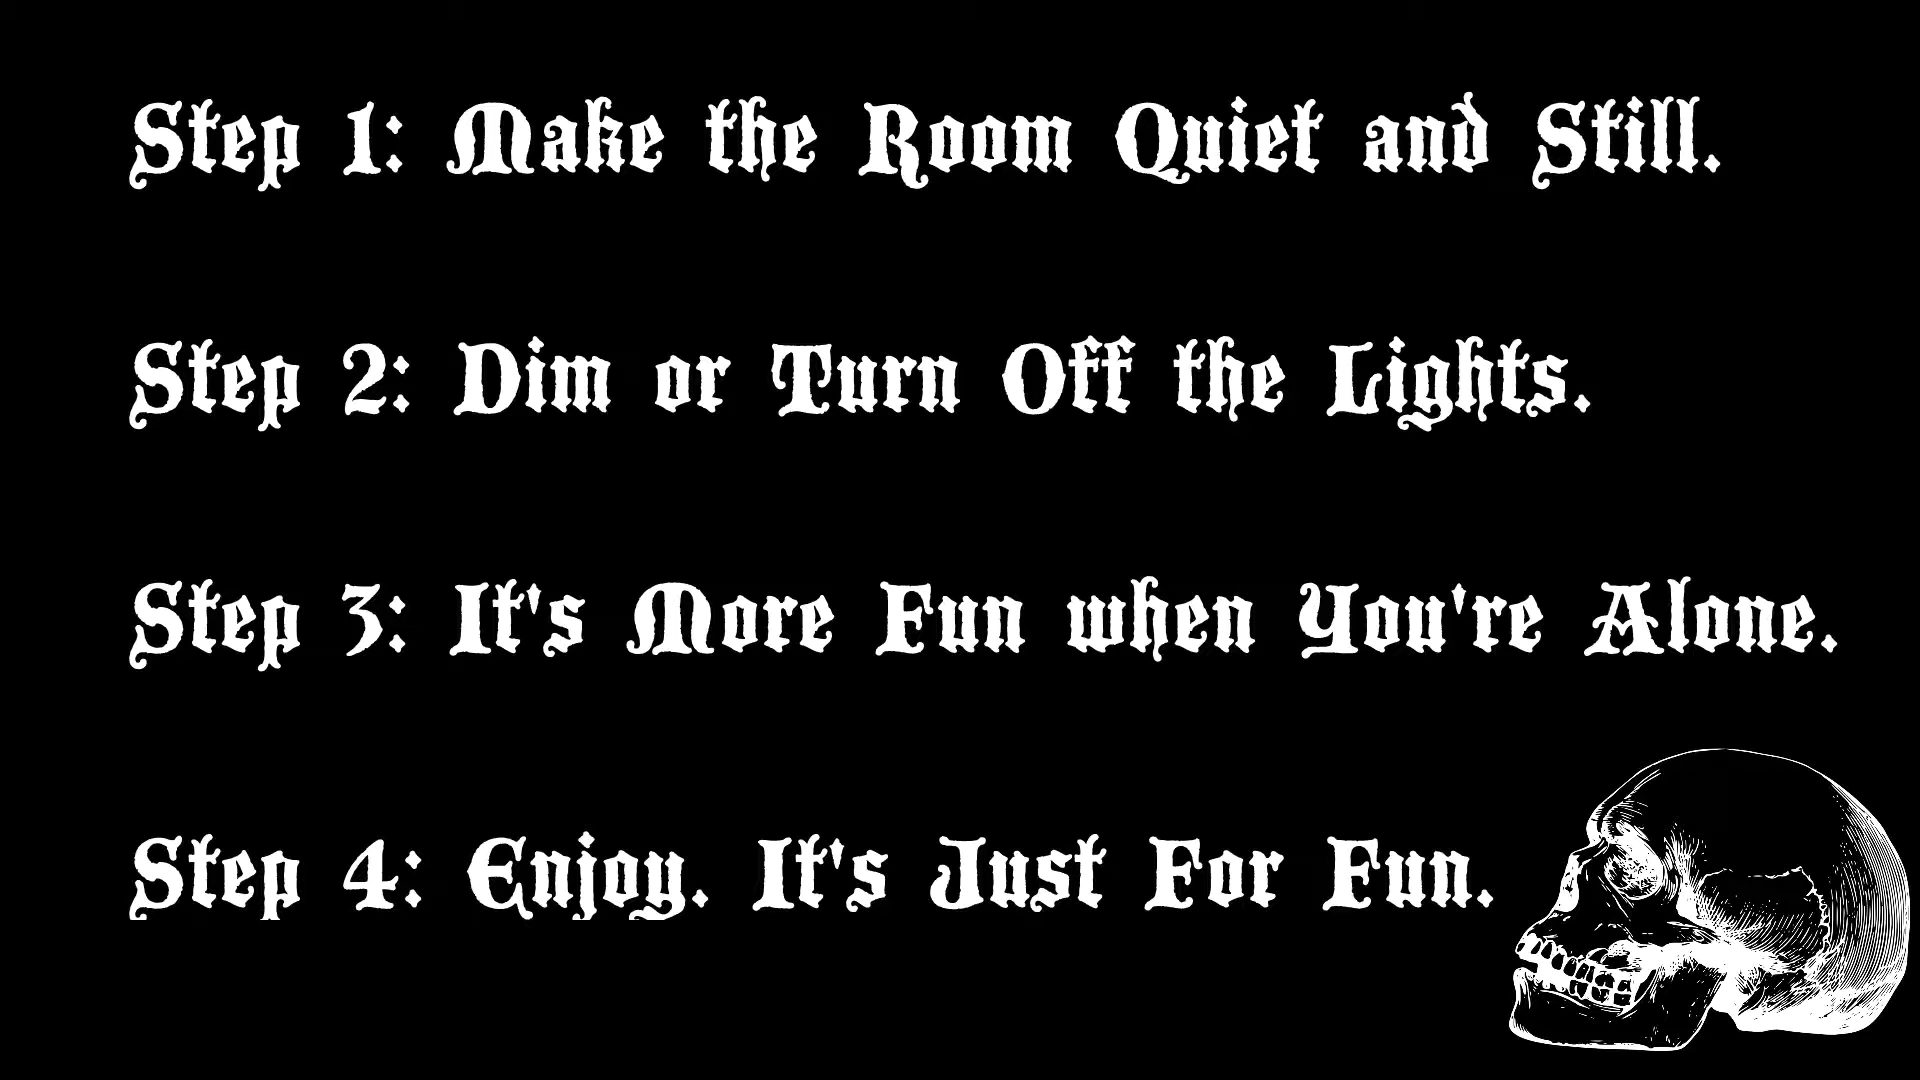 Step 1: Make the Room Quiet and Still.
Step 2: Dim or Turn Off the Lights.
Step 3: It's More Fun when You're Alone.
Step 4: Enjoy. It's Just For Fun.